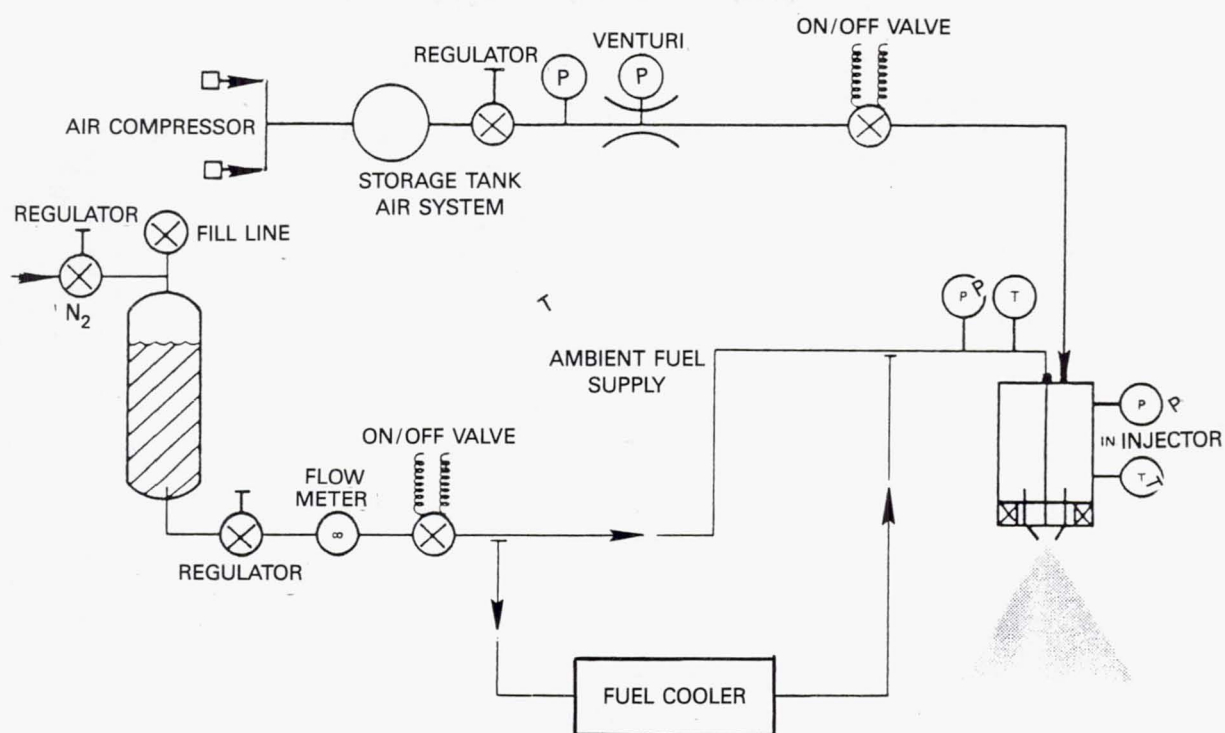 ON/OFF VALVE
VENTURI
REGULATOR
P
P
AIR COMPRESSOR
STORAGE TANK
AIR SYSTEM
REGULATOR
FILL LINE
N2
T
P
P
T
AMBIENT FUEL
SUPPLY
P
P
IN INJECTOR
T
T
ON/OFF VALVE
FLOW
METER
∞
REGULATOR
FUEL COOLER